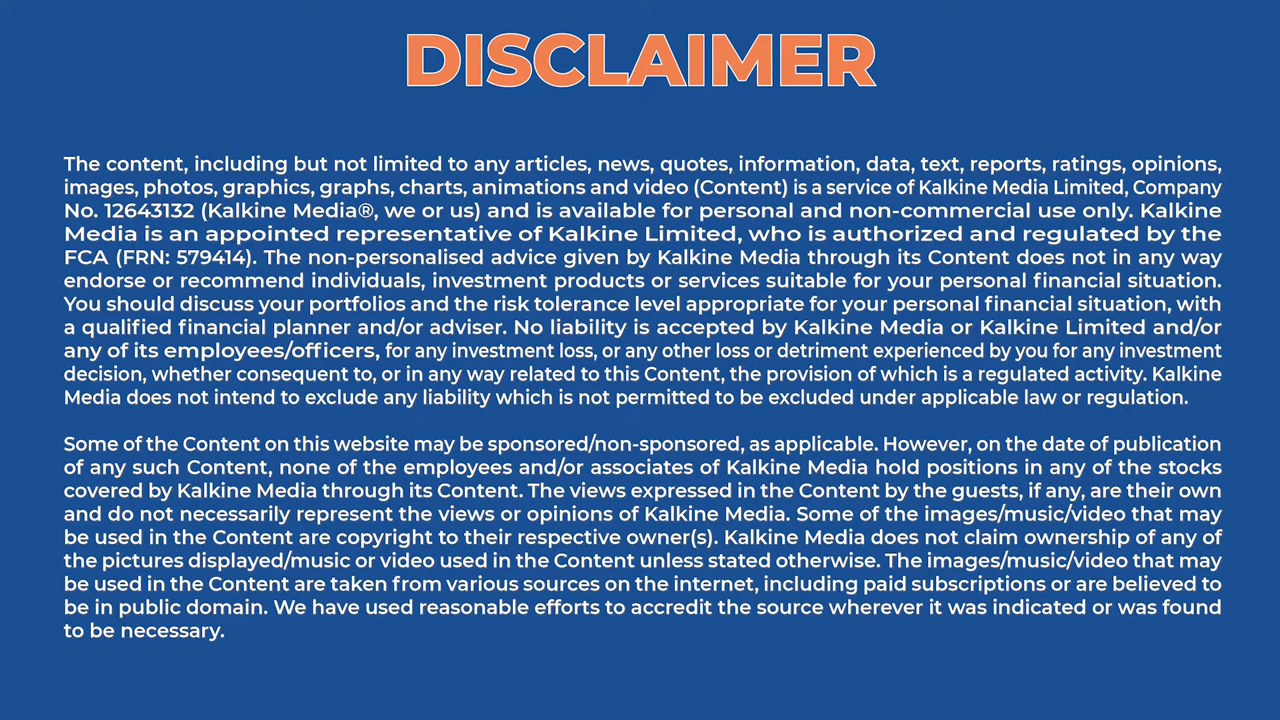 DISCLAIMER
The content, including but not limited to any articles, news, quotes, information, data, text, reports, ratings, opinions,
images, photos, graphics, graphs, charts, animations and video (Content) is a service of Kalkine Media Limited, Company
No. 12643132 (Kalkine Media®, we or us) and is available for personal and non-commercial use only. Kalkine
Media is an appointed representative of Kalkine Limited, who is authorized and regulated by the
FCA (FRN: 579414). The non-personalised advice given by Kalkine Media through its Content does not in any way
endorse or recommend individuals, investment products or services suitable for your personal financial situation.
You should discuss your portfolios and the risk tolerance level appropriate for your personal financial situation, with
a qualified financial planner and/or adviser. No liability is accepted by Kalkine Media or Kalkine Limited and/or
any of its employees/officers, for any investment loss, or any other loss or detriment experienced by you for any investment
decision, whether consequent to, or in any way related to this Content, the provision of which is a regulated activity. Kalkine
Media does not intend to exclude any liability which is not permitted to be excluded under applicable law or regulation.
Some of the Content on this website may be sponsored/non-sponsored, as applicable. However, on the date of publication
of any such Content, none of the employees and/or associates of Kalkine Media hold positions in any of the stocks
covered by Kalkine Media through its Content. The views expressed in the Content by the guests, if any, are their own
and do not necessarily represent the views or opinions of Kalkine Media. Some of the images/music/video that may
be used in the Content are copyright to their respective owner(s). Kalkine Media does not claim ownership of any of
the pictures displayed/music or video used in the Content unless stated otherwise. The images/music/video that may
be used in the Content are taken from various sources on the internet, including paid subscriptions or are believed to
be in public domain. We have used reasonable efforts to accredit the source wherever it was indicated or was found
to be necessary.